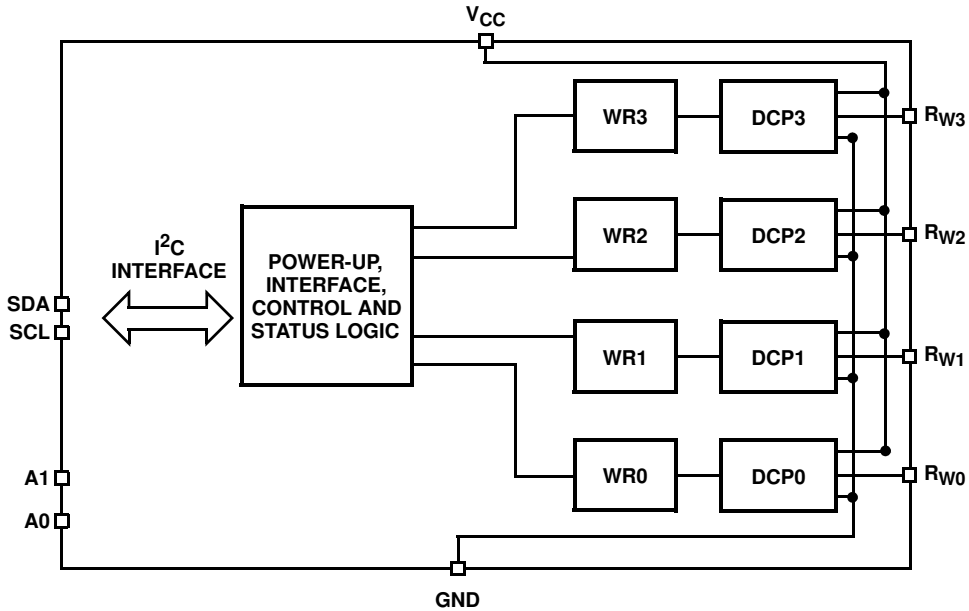 VCC
WR3
DCP3
RW3
WR2
DCP2
RW2
I2C
INTERFACE
POWER-UP,
INTERFACE,
CONTROL AND
STATUS LOGIC
SDA
SCL
WR1
DCP1
RW1
A1
A0
WR0
DCP0
RW0
GND